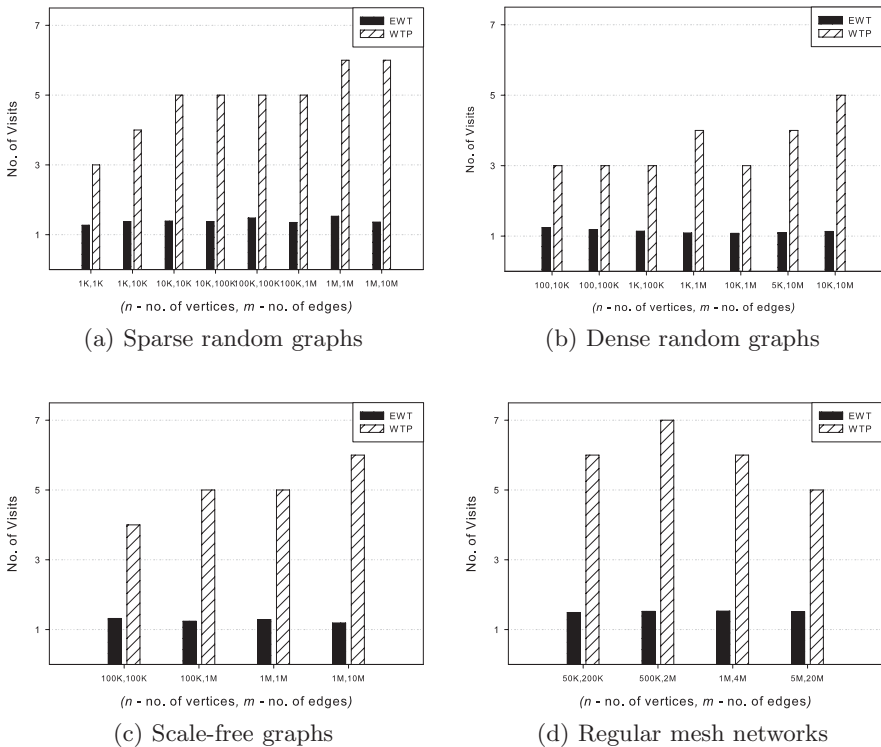 EWT
WTP
7
5
3
1
No. of Visits
1K,1K 1K,10K 10K,10K 10K,100K 100K,100K 100K,1M 1M,1M 1M,10M
(n - no. of vertices, m - no. of edges)
(a) Sparse random graphs
EWT
WTP
7
5
3
1
No. of Visits
100,10K 100,100K 1K,100K 1K,1M 10K,1M 5K,10M 10K,10M
(n - no. of vertices, m - no. of edges)
(b) Dense random graphs
EWT
WTP
7
5
3
1
No. of Visits
100K,100K 100K,1M 1M,1M 1M,10M
(n - no. of vertices, m - no. of edges)
(c) Scale-free graphs
EWT
WTP
7
5
3
1
No. of Visits
50K,200K 500K,2M 1M,4M 5M,20M
(n - no. of vertices, m - no. of edges)
(d) Regular mesh networks